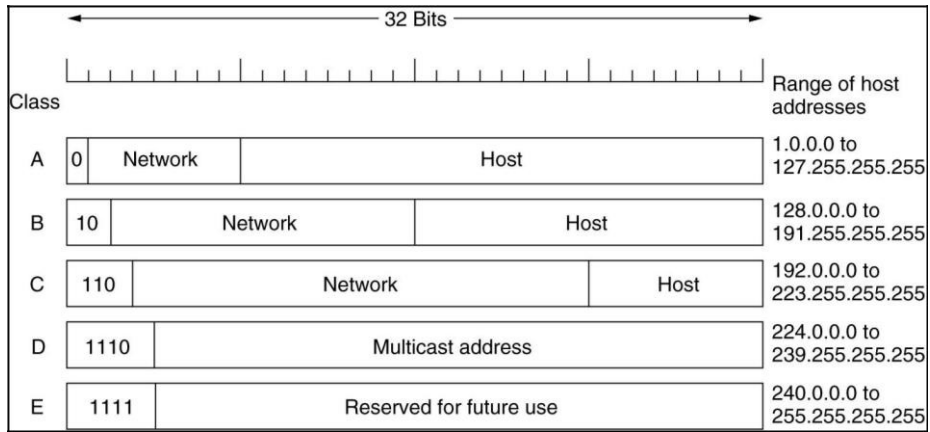 32 Bits
Range of host
addresses
Class
A 0 Network Host 1.0.0.0 to
127.255.255.255
B 10 Network Host 128.0.0.0 to
191.255.255.255
C 110 Network Host 192.0.0.0 to
223.255.255.255
D 1110 Multicast address 224.0.0.0 to
239.255.255.255
E 1111 Reserved for future use 240.0.0.0 to
255.255.255.255